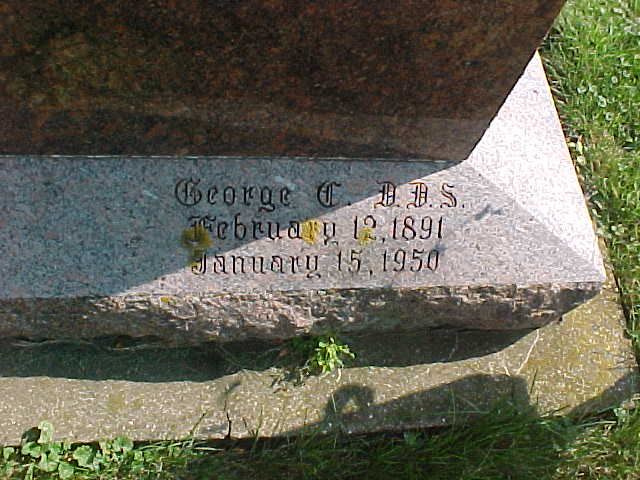 George C. D.D.S.
February 12, 1891
January 15, 1950